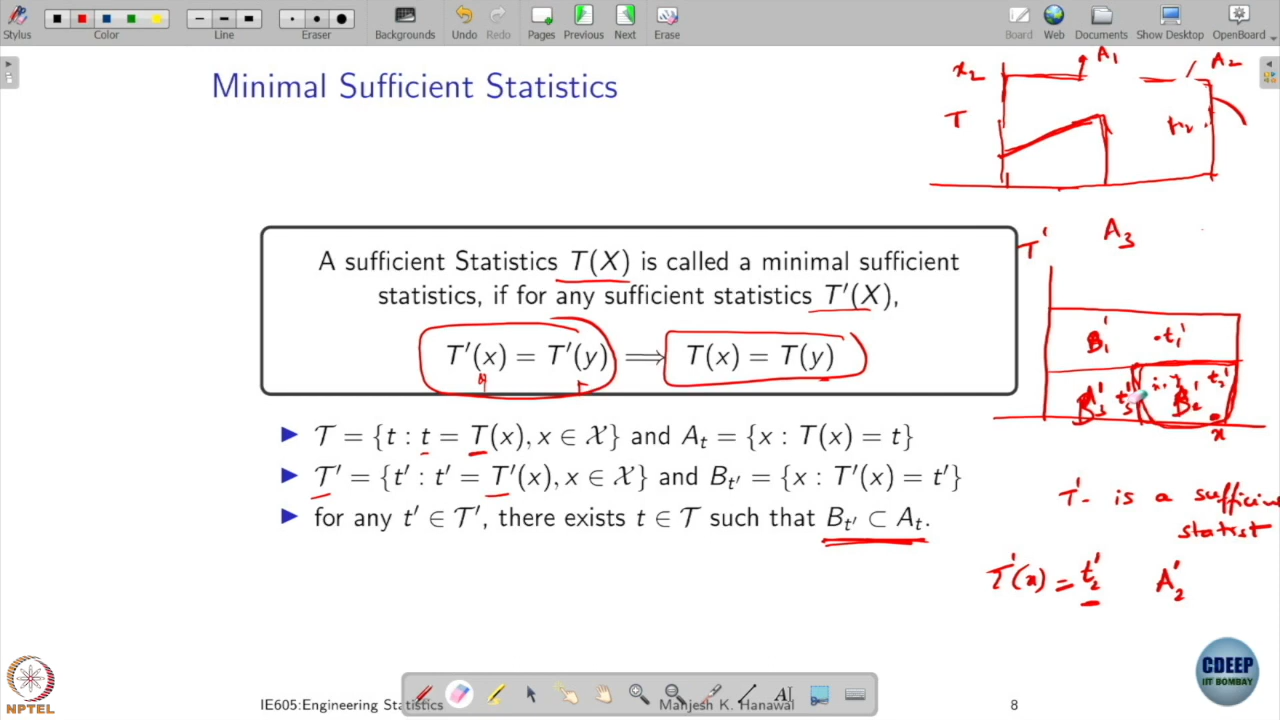 Stylus Color Line Eraser Backgrounds Undo Redo Pages Previous Next Erase Board Web Documents Show Desktop OpenBoard
Minimal Sufficient Statistics
x₂ A₁ A₂
T
A sufficient Statistics T(X) is called a minimal sufficient
statistics, if for any sufficient statistics T′(X),
T′(x) = T′(y) ⟹ T(x) = T(y)
T′ A₃
B₁′ t₁′
t₂′
x
▶ 𝒯 = {t : t = T(x), x ∈ 𝒳} and A_t = {x : T(x) = t}
▶ 𝒯′ = {t′ : t′ = T′(x), x ∈ 𝒳} and B_t′ = {x : T′(x) = t′}
▶ for any t′ ∈ 𝒯′, there exists t ∈ 𝒯 such that B_t′ ⊂ A_t.
T′ - is a sufficien
statist
T′(x) = t₂′ A₂′
NPTEL
IE605:Engineering Statistics Manjesh K. Hanawal 8
CDEEP
IIT BOMBAY